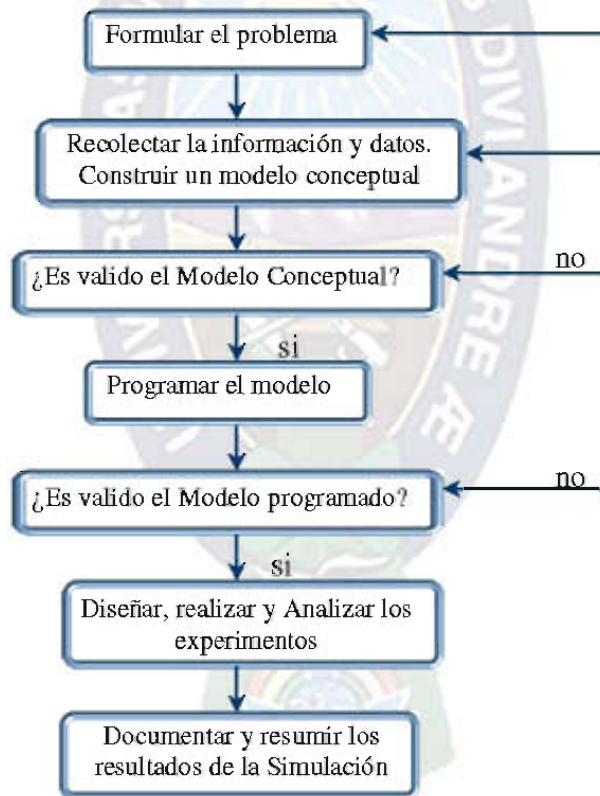 Formular el problema
Recolectar la información y datos.
Construir un modelo conceptual
¿Es valido el Modelo Conceptual?
no
si
Programar el modelo
¿Es valido el Modelo programado?
no
si
Diseñar, realizar y Analizar los
experimentos
Documentar y resumir los
resultados de la Simulación
DIVI ANDRE Æ